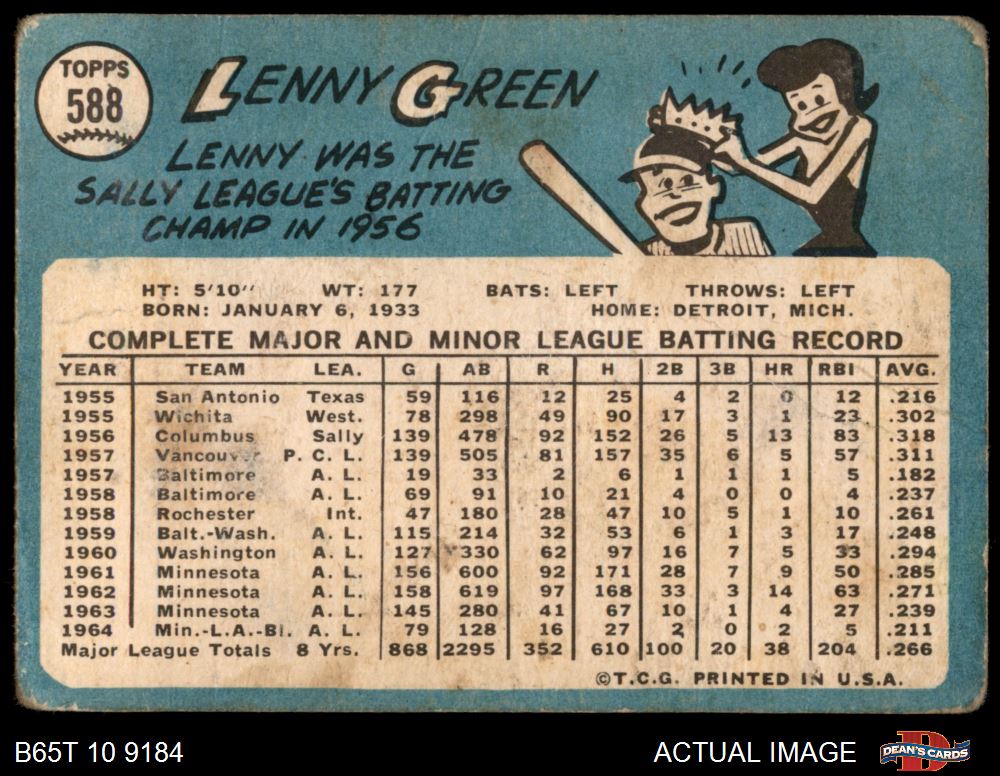 TOPPS
588
LENNY GREEN
LENNY WAS THE
SALLY LEAGUE'S BATTING
CHAMP IN 1956
HT: 5'10" WT: 177 BATS: LEFT THROWS: LEFT
BORN: JANUARY 6, 1933 HOME: DETROIT, MICH.
COMPLETE MAJOR AND MINOR LEAGUE BATTING RECORD
YEAR TEAM LEA. G AB R H 2B 3B HR RBI AVG.
1955 San Antonio Texas 59 116 12 25 4 2 0 12 .216
1955 Wichita West. 78 298 49 90 17 3 1 23 .302
1956 Columbus Sally 139 478 92 152 26 5 13 83 .318
1957 Vancouver P. C. L. 139 505 81 157 35 6 5 57 .311
1957 Baltimore A. L. 19 33 2 6 1 1 1 5 .182
1958 Baltimore A. L. 69 91 10 21 4 0 0 4 .237
1958 Rochester Int. 47 180 28 47 10 5 1 10 .261
1959 Balt.-Wash. A. L. 115 214 32 53 6 1 3 17 .248
1960 Washington A. L. 127 330 62 97 16 7 5 33 .294
1961 Minnesota A. L. 156 600 92 171 28 7 9 50 .285
1962 Minnesota A. L. 158 619 97 168 33 3 14 63 .271
1963 Minnesota A. L. 145 280 41 67 10 1 4 27 .239
1964 Min.-L.A.-Bl. A. L. 79 128 16 27 2 0 2 5 .211
Major League Totals 8 Yrs. 868 2295 352 610 100 20 38 204 .266
©T.C.G. PRINTED IN U.S.A.
B65T 10 9184 ACTUAL IMAGE DEAN'S CARDS